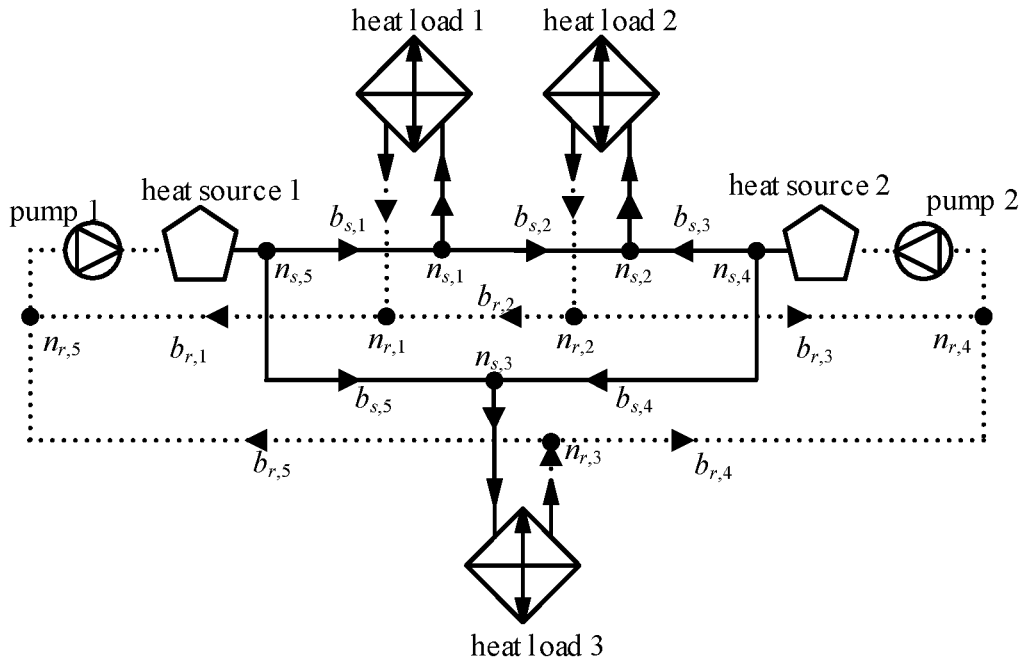 heat load 1
heat load 2
heat source 1
heat source 2
pump 1
pump 2
b_{s,1}
b_{s,2}
b_{s,3}
n_{s,5}
n_{s,1}
n_{s,2}
n_{s,4}
b_{r,2}
n_{r,5}
b_{r,1}
n_{r,1}
n_{r,2}
b_{r,3}
n_{r,4}
n_{s,3}
b_{s,5}
b_{s,4}
b_{r,5}
n_{r,3}
b_{r,4}
heat load 3